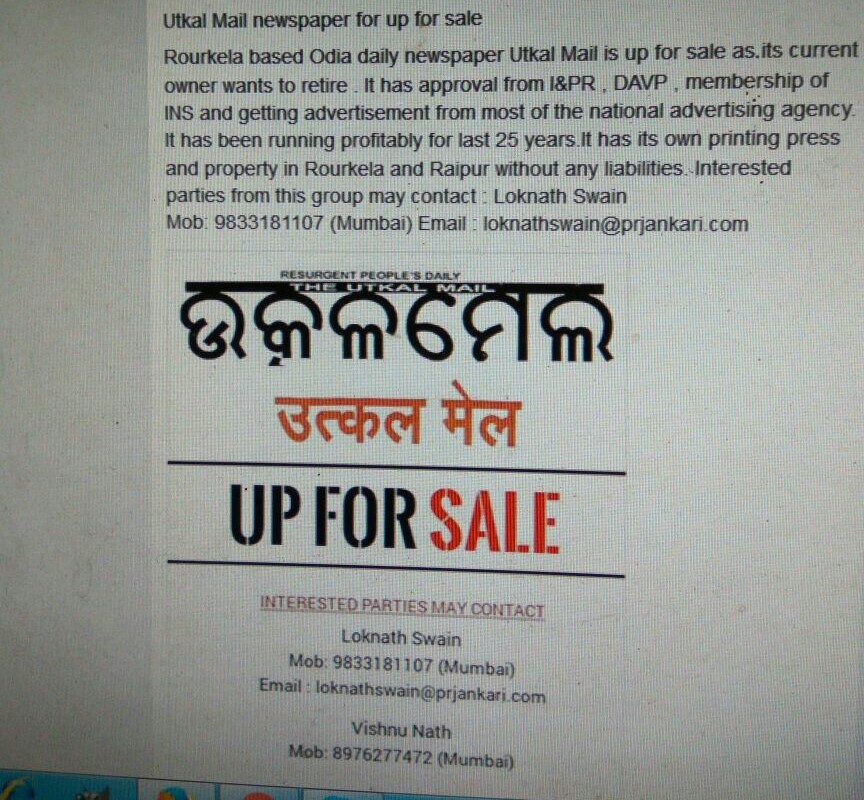 Utkal Mail newspaper for up for sale
Rourkela based Odia daily newspaper Utkal Mail is up for sale as.its current
owner wants to retire . It has approval from I&PR , DAVP , membership of
INS and getting advertisement from most of the national advertising agency.
It has been running profitably for last 25 years.It has its own printing press
and property in Rourkela and Raipur without any liabilities. Interested
parties from this group may contact : Loknath Swain
Mob: 9833181107 (Mumbai) Email : loknathswain@prjankari.com
RESURGENT PEOPLE'S DAILY
THE UTKAL MAIL
ଉତ୍କଳମେଲ
उत्कल मेल
UP FOR SALE
INTERESTED PARTIES MAY CONTACT
Loknath Swain
Mob: 9833181107 (Mumbai)
Email : loknathswain@prjankari.com
Vishnu Nath
Mob: 8976277472 (Mumbai)